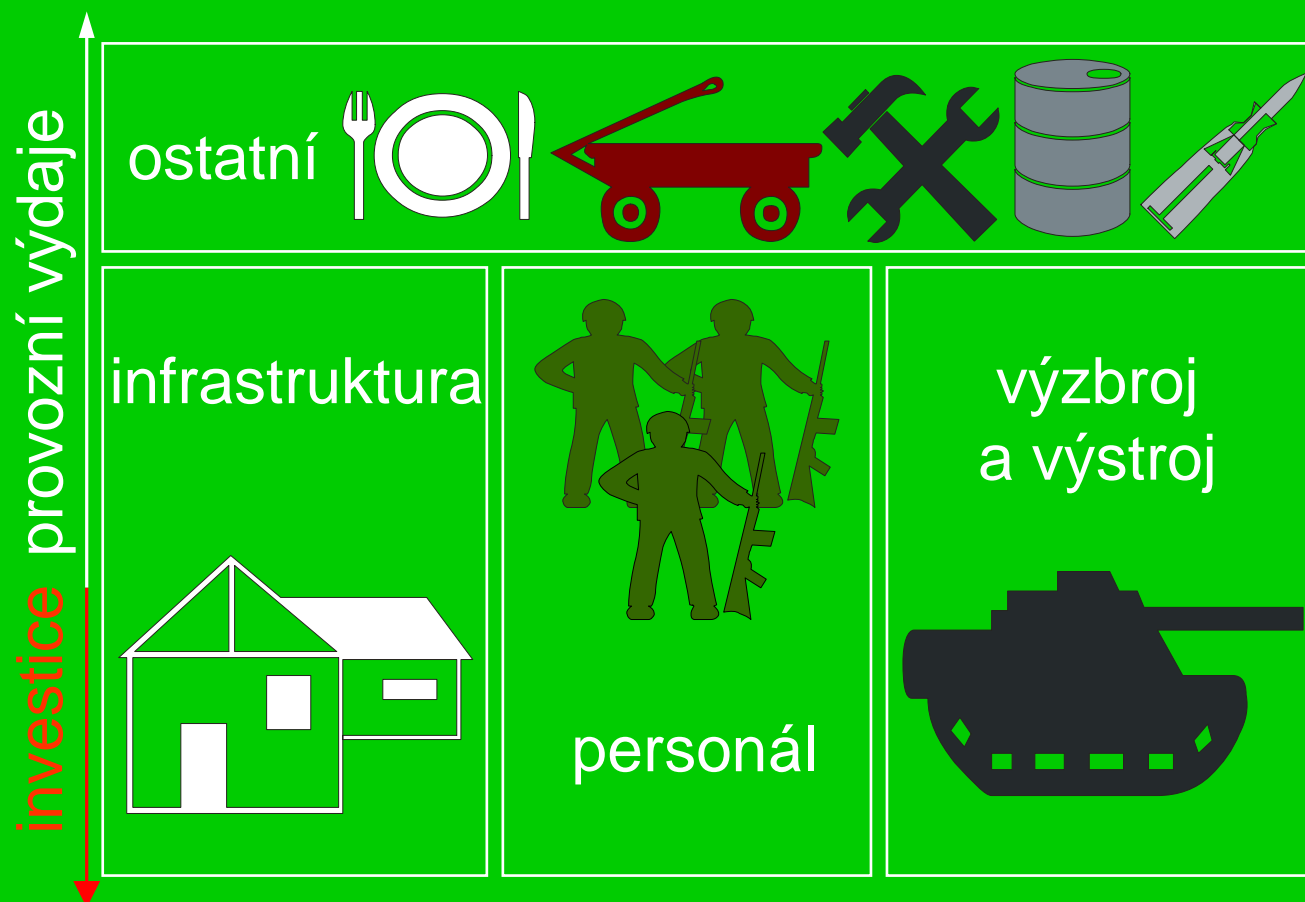 ostatní
provozní výdaje
investice
infrastruktura
personál
výzbroj
a výstroj